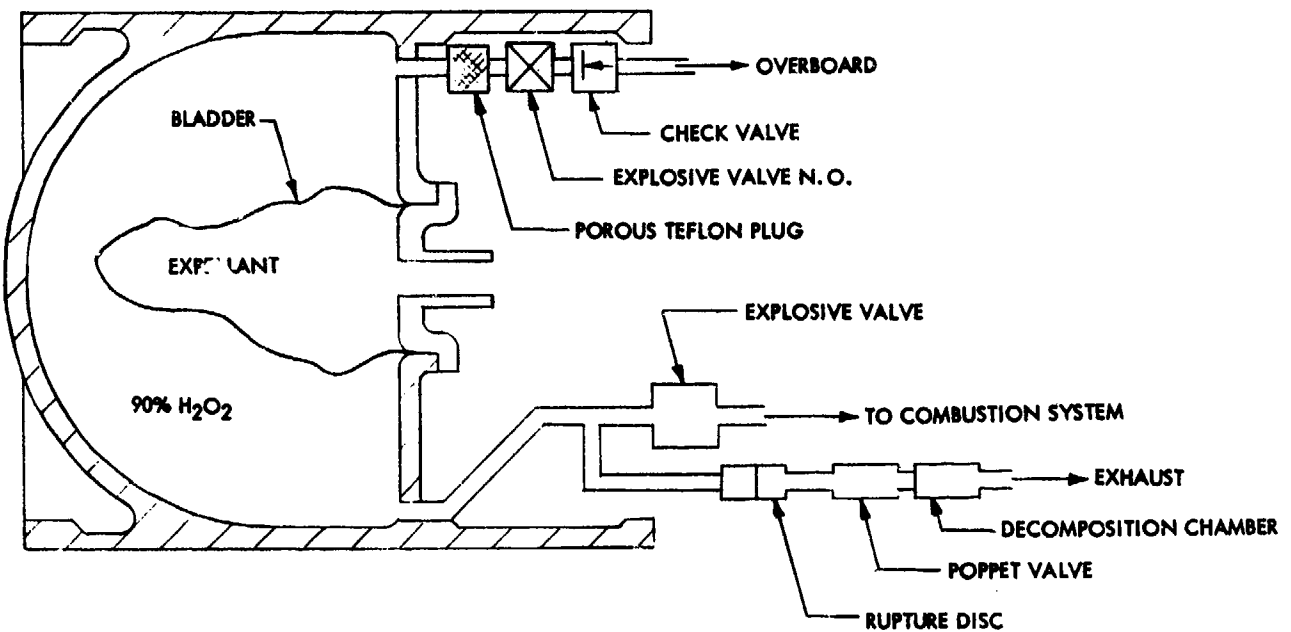 OVERBOARD
BLADDER
CHECK VALVE
EXPLOSIVE VALVE N.O.
POROUS TEFLON PLUG
EXPLOSIVE VALVE
90% H₂O₂
TO COMBUSTION SYSTEM
EXHAUST
DECOMPOSITION CHAMBER
POPPET VALVE
RUPTURE DISC